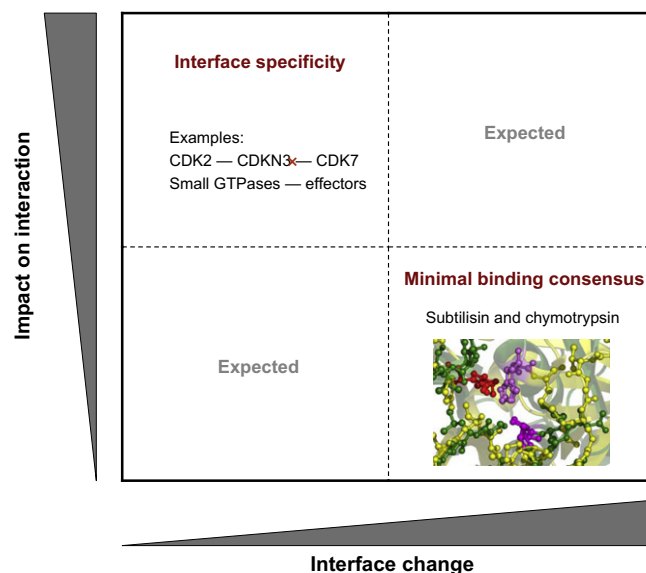 Interface specificity
Examples:
CDK2 — CDKN3 × — CDK7
Small GTPases — effectors
Expected
Impact on interaction
Expected
Minimal binding consensus
Subtilisin and chymotrypsin
Interface change